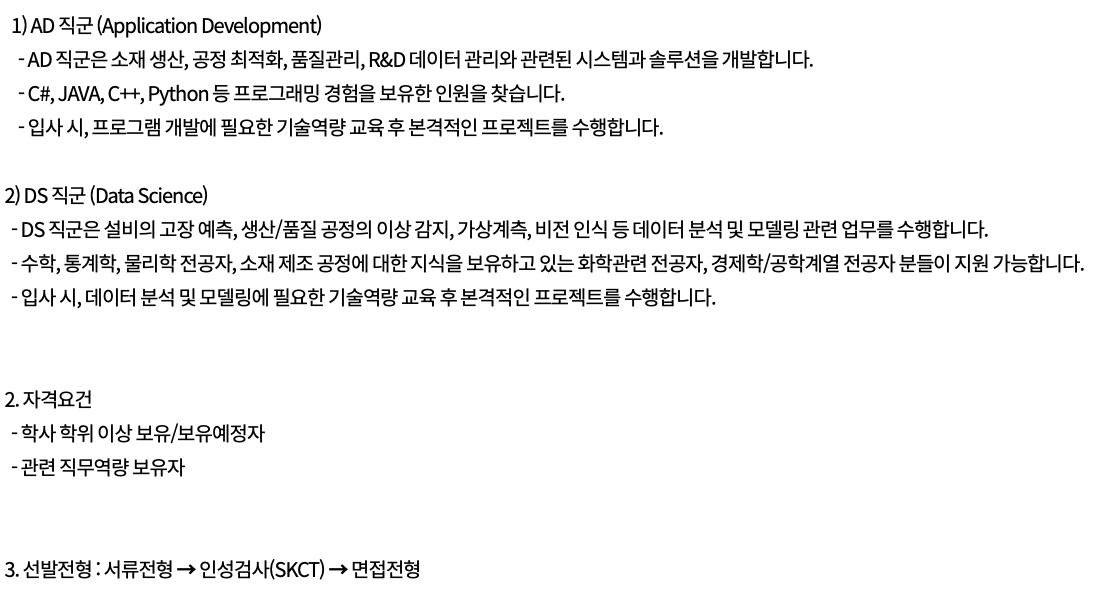 1) AD 직군 (Application Development)
- AD 직군은 소재 생산, 공정 최적화, 품질관리, R&D 데이터 관리와 관련된 시스템과 솔루션을 개발합니다.
- C#, JAVA, C++, Python 등 프로그래밍 경험을 보유한 인원을 찾습니다.
- 입사 시, 프로그램 개발에 필요한 기술역량 교육 후 본격적인 프로젝트를 수행합니다.
2) DS 직군 (Data Science)
- DS 직군은 설비의 고장 예측, 생산/품질 공정의 이상 감지, 가상계측, 비전 인식 등 데이터 분석 및 모델링 관련 업무를 수행합니다.
- 수학, 통계학, 물리학 전공자, 소재 제조 공정에 대한 지식을 보유하고 있는 화학관련 전공자, 경제학/공학계열 전공자 분들이 지원 가능합니다.
- 입사 시, 데이터 분석 및 모델링에 필요한 기술역량 교육 후 본격적인 프로젝트를 수행합니다.
2. 자격요건
- 학사 학위 이상 보유/보유예정자
- 관련 직무역량 보유자
3. 선발전형 : 서류전형 → 인성검사(SKCT) → 면접전형